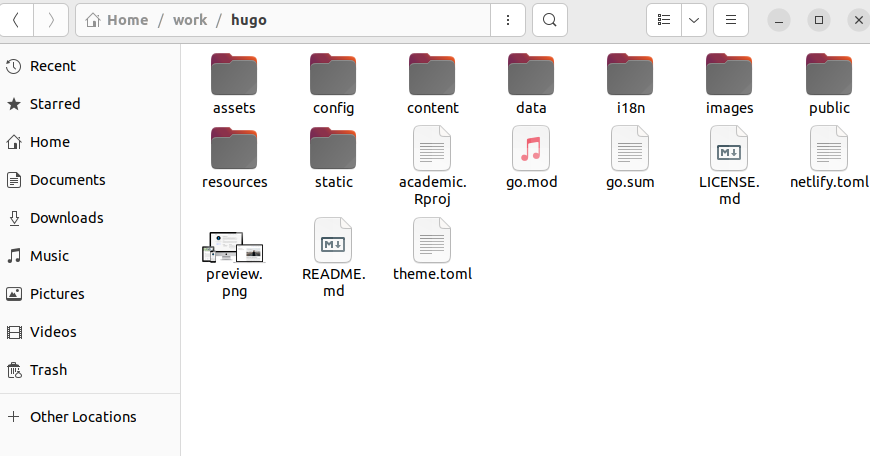 Home / work / hugo
Recent
Starred
Home
Documents
Downloads
Music
Pictures
Videos
Trash
Other Locations
assets
config
content
data
i18n
images
public
resources
static
academic.
Rproj
go.mod
go.sum
LICENSE.
md
netlify.toml
preview.
png
README.
md
theme.toml